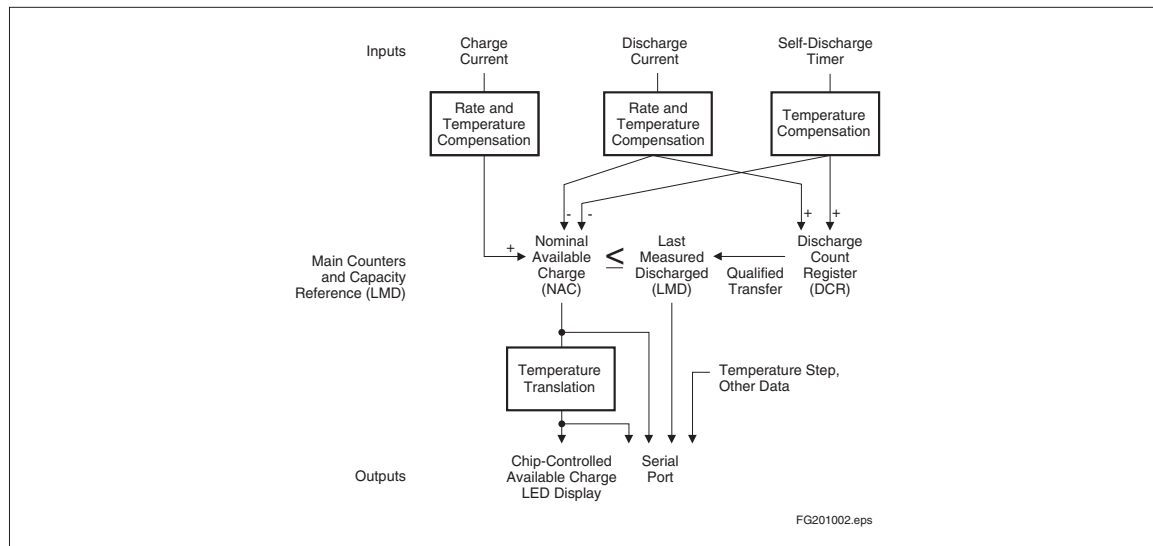 Inputs
Charge
Current
Discharge
Current
Self-Discharge
Timer
Rate and
Temperature
Compensation
Rate and
Temperature
Compensation
Temperature
Compensation
-
-
+
+
+
Main Counters
and Capacity
Reference (LMD)
Nominal
Available
Charge
(NAC)
≤
Last
Measured
Discharged
(LMD)
Qualified
Transfer
Discharge
Count
Register
(DCR)
Temperature
Translation
Temperature Step,
Other Data
Outputs
Chip-Controlled
Available Charge
LED Display
Serial
Port
FG201002.eps